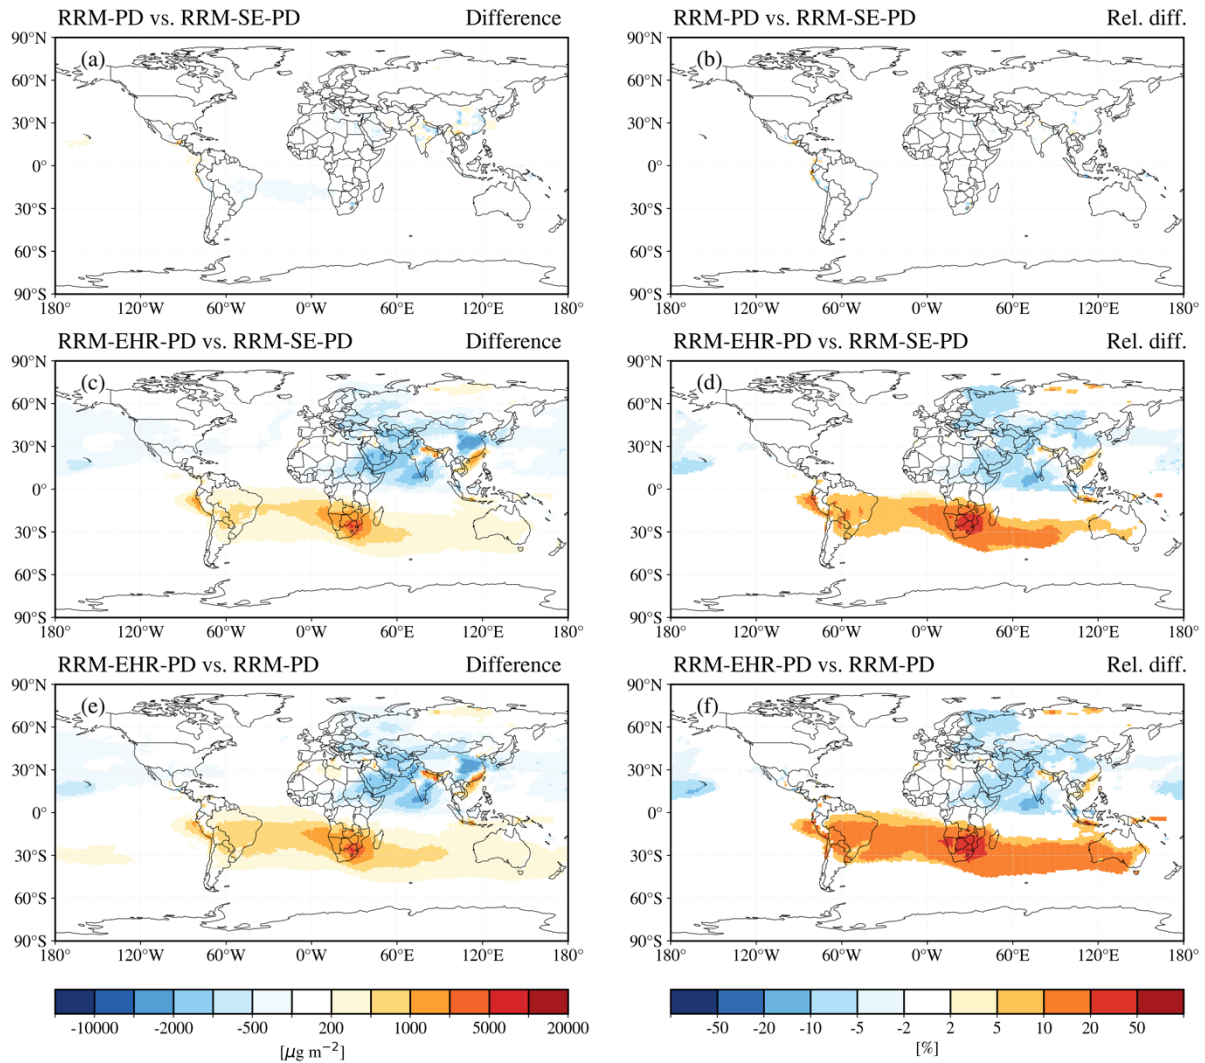 RRM-PD vs. RRM-SE-PD Difference
RRM-PD vs. RRM-SE-PD Rel. diff.
(a)
(b)
90°N
60°N
30°N
0°
30°S
60°S
90°S
180° 120°W 60°W 0°W 60°E 120°E 180°
90°N
60°N
30°N
0°
30°S
60°S
90°S
180° 120°W 60°W 0°W 60°E 120°E 180°
RRM-EHR-PD vs. RRM-SE-PD Difference
RRM-EHR-PD vs. RRM-SE-PD Rel. diff.
(c)
(d)
90°N
60°N
30°N
0°
30°S
60°S
90°S
180° 120°W 60°W 0°W 60°E 120°E 180°
90°N
60°N
30°N
0°
30°S
60°S
90°S
180° 120°W 60°W 0°W 60°E 120°E 180°
RRM-EHR-PD vs. RRM-PD Difference
RRM-EHR-PD vs. RRM-PD Rel. diff.
(e)
(f)
90°N
60°N
30°N
0°
30°S
60°S
90°S
180° 120°W 60°W 0°W 60°E 120°E 180°
90°N
60°N
30°N
0°
30°S
60°S
90°S
180° 120°W 60°W 0°W 60°E 120°E 180°
-10000 -2000 -500 200 1000 5000 20000
[μg m⁻²]
-50 -20 -10 -5 -2 2 5 10 20 50
[%]